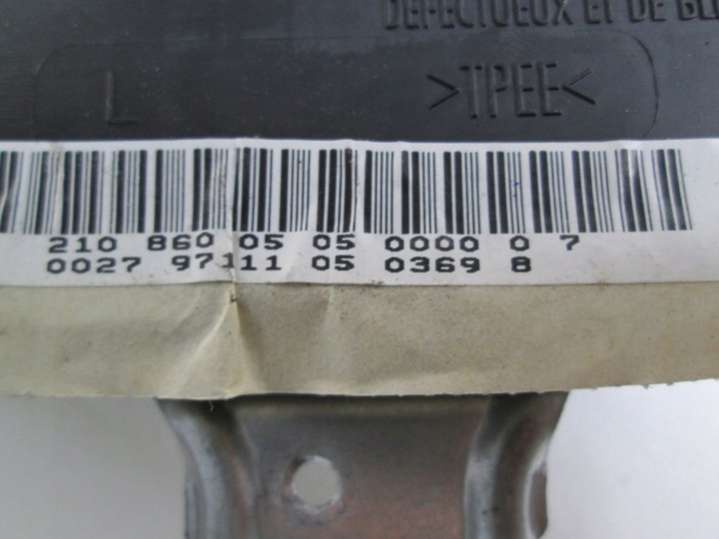 DEFECTUEUX ET DE
L >TPEE<
210 860 05 05 0000 0 7
0027 97111 05 0369 8